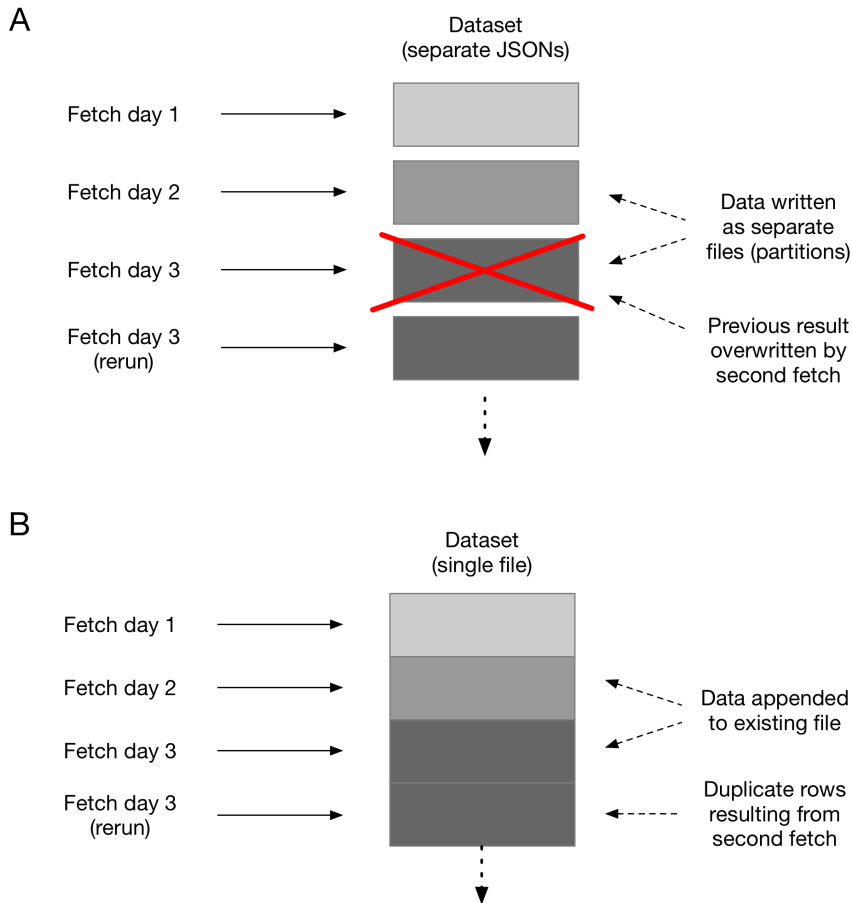 A
Dataset
(separate JSONs)
Fetch day 1
Fetch day 2
Fetch day 3
Fetch day 3
(rerun)
Data written
as separate
files (partitions)
Previous result
overwritten by
second fetch
B
Dataset
(single file)
Fetch day 1
Fetch day 2
Fetch day 3
Fetch day 3
(rerun)
Data appended
to existing file
Duplicate rows
resulting from
second fetch